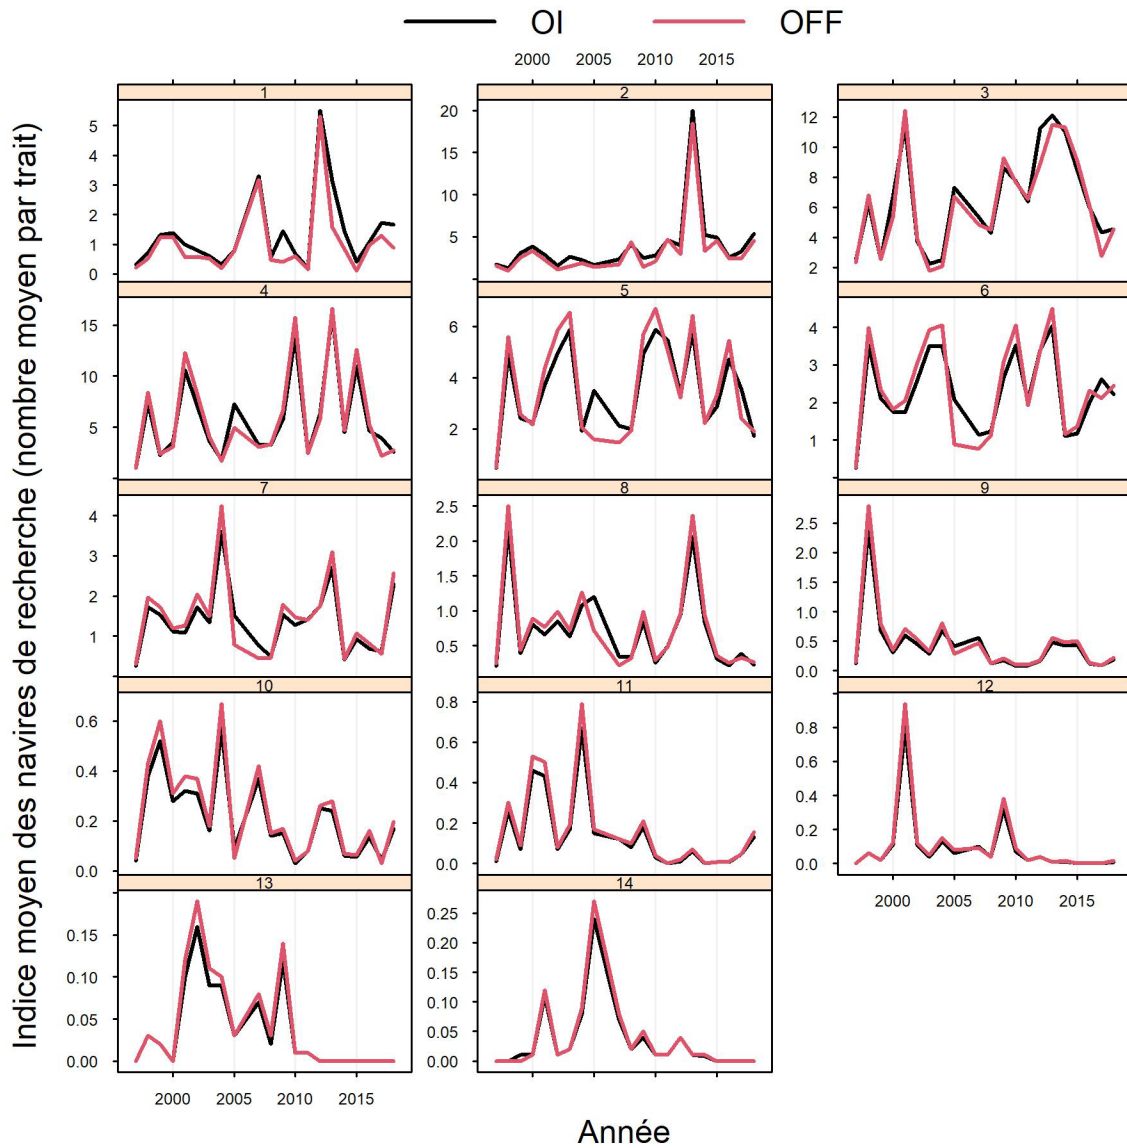 OI OFF
2000 2005 2010 2015
1 2 3
5 20 12
4 15 10
3 10 8
2 5 6
1 4
0 2
4 5 6
15 6 4
10 4 3
5 2 2
1
7 8 9
4 2.5 2.5
3 2.0 2.0
2 1.5 1.5
1 1.0 1.0
0.5 0.5
0.0
10 11 12
0.6 0.8 0.8
0.4 0.6 0.6
0.2 0.4 0.4
0.0 0.2 0.2
0.0 0.0
2000 2005 2010 2015
13 14
0.15 0.25
0.10 0.20
0.05 0.15
0.00 0.10
0.05
0.00
2000 2005 2010 2015
Indice moyen des navires de recherche (nombre moyen par trait)
Année